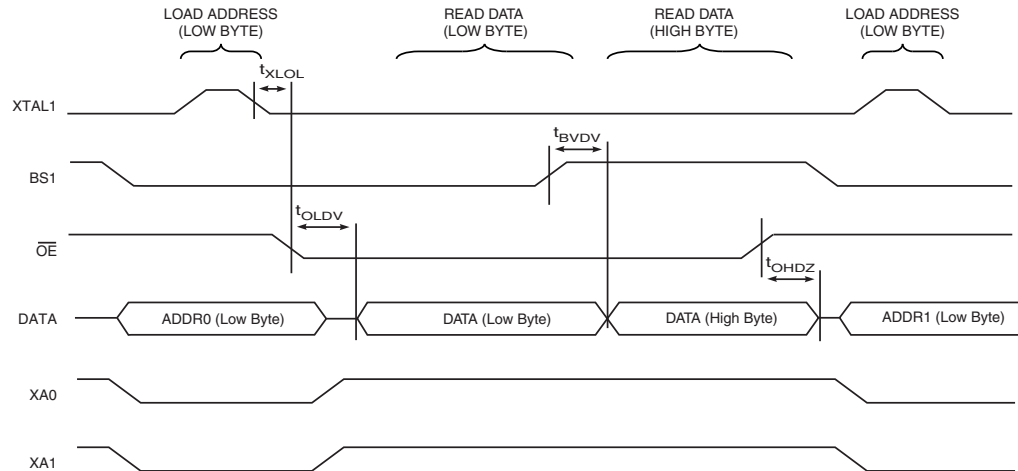 LOAD ADDRESS
(LOW BYTE)
READ DATA
(LOW BYTE)
READ DATA
(HIGH BYTE)
LOAD ADDRESS
(LOW BYTE)
tXLOL
XTAL1
tBVDV
BS1
tOLDV
OE
tOHDZ
DATA
ADDR0 (Low Byte)
DATA (Low Byte)
DATA (High Byte)
ADDR1 (Low Byte)
XA0
XA1